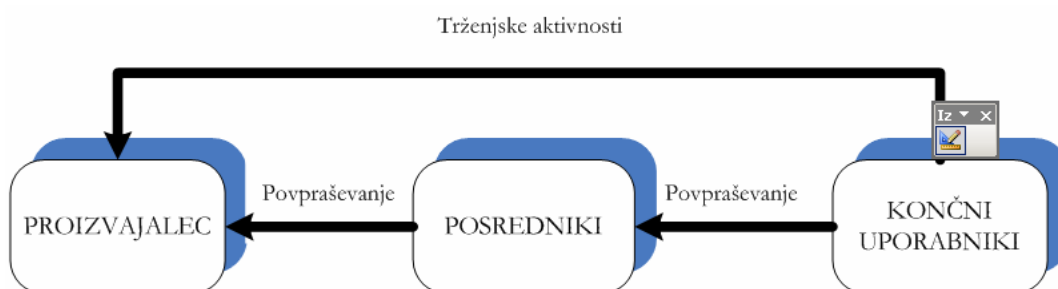 Trženjske aktivnosti
Iz
Povpraševanje
Povpraševanje
PROIZVAJALEC
POSREDNIKI
KONČNI
UPORABNIKI